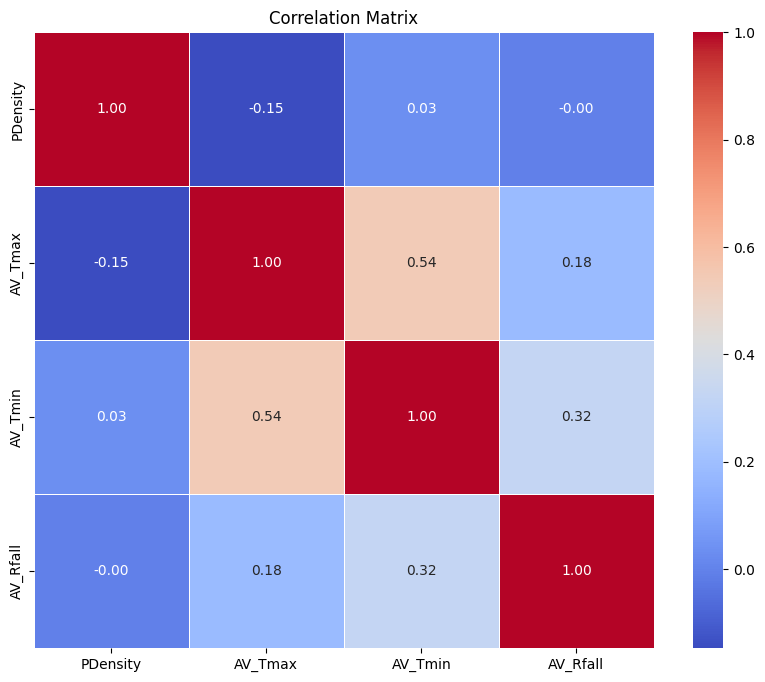 Correlation Matrix
PDensity 1.00 -0.15 0.03 -0.00
AV_Tmax -0.15 1.00 0.54 0.18
AV_Tmin 0.03 0.54 1.00 0.32
AV_Rfall -0.00 0.18 0.32 1.00
PDensity AV_Tmax AV_Tmin AV_Rfall
1.0
0.8
0.6
0.4
0.2
0.0